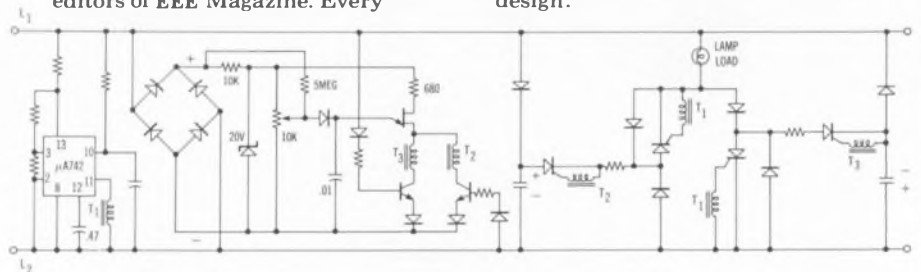 editors of EEE Magazine. Every
design.
L1
LAMP
LOAD
+
10K
5MEG
680
T1
13
3
μA742
10
20V
10K
T3
T2
2
11
T3
8
12
T1
.01
+
−
T2
T1
−
+
.47
−
L2